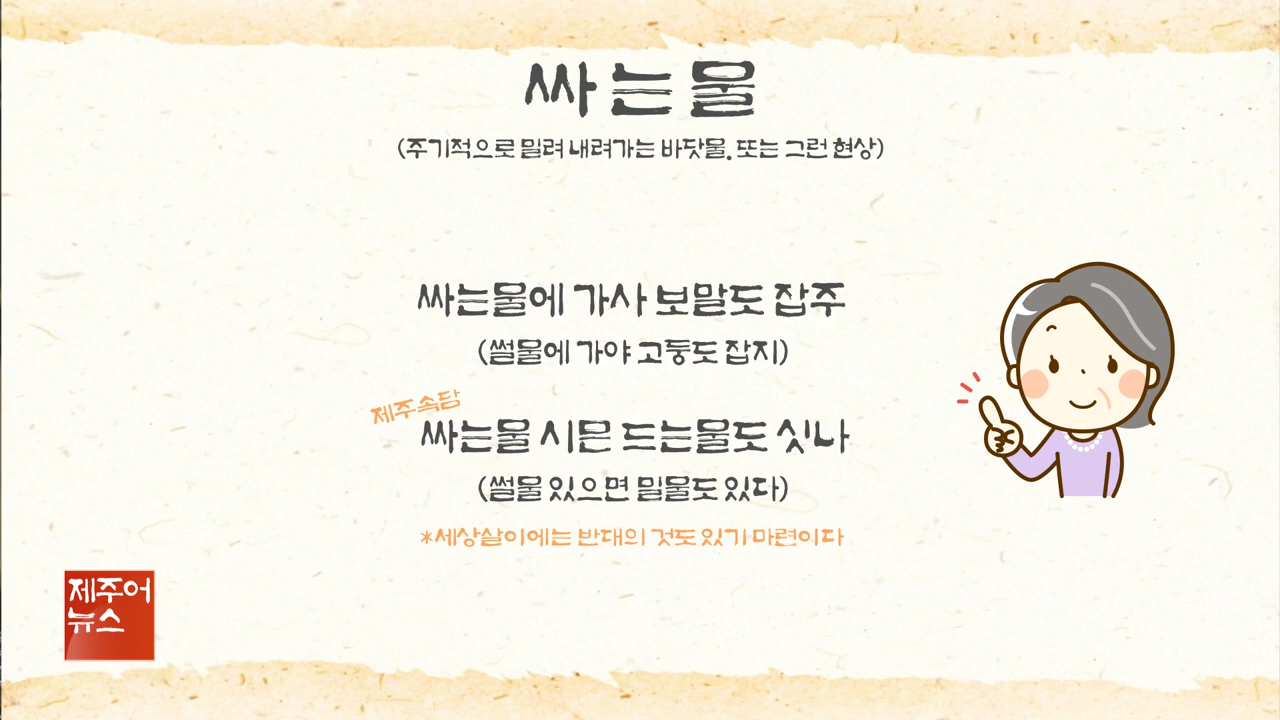 싸는물
(주기적으로 밀려 내려가는 바닷물. 또는 그런 현상)
싸는물에 가사 보말도 잡주
(썰물에 가야 고둥도 잡지)
제주속담
싸는물 시믄 드는물도 싯나
(썰물 있으면 밀물도 있다)
*세상살이에는 반대의 것도 있기 마련이다
제주어
뉴스